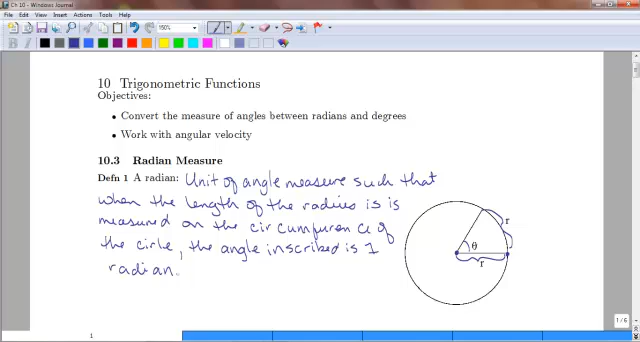 Ch 10 - Windows Journal
File Edit View Insert Actions Tools Help
150%
B I
10 Trigonometric Functions
Objectives:
• Convert the measure of angles between radians and degrees
• Work with angular velocity
10.3 Radian Measure
Defn 1 A radian: Unit of angle measure such that
when the length of the radius is is
measured on the circumfurence of
the cirle, the angle inscribed is 1
radian.
r
θ
r
1 / 6
1